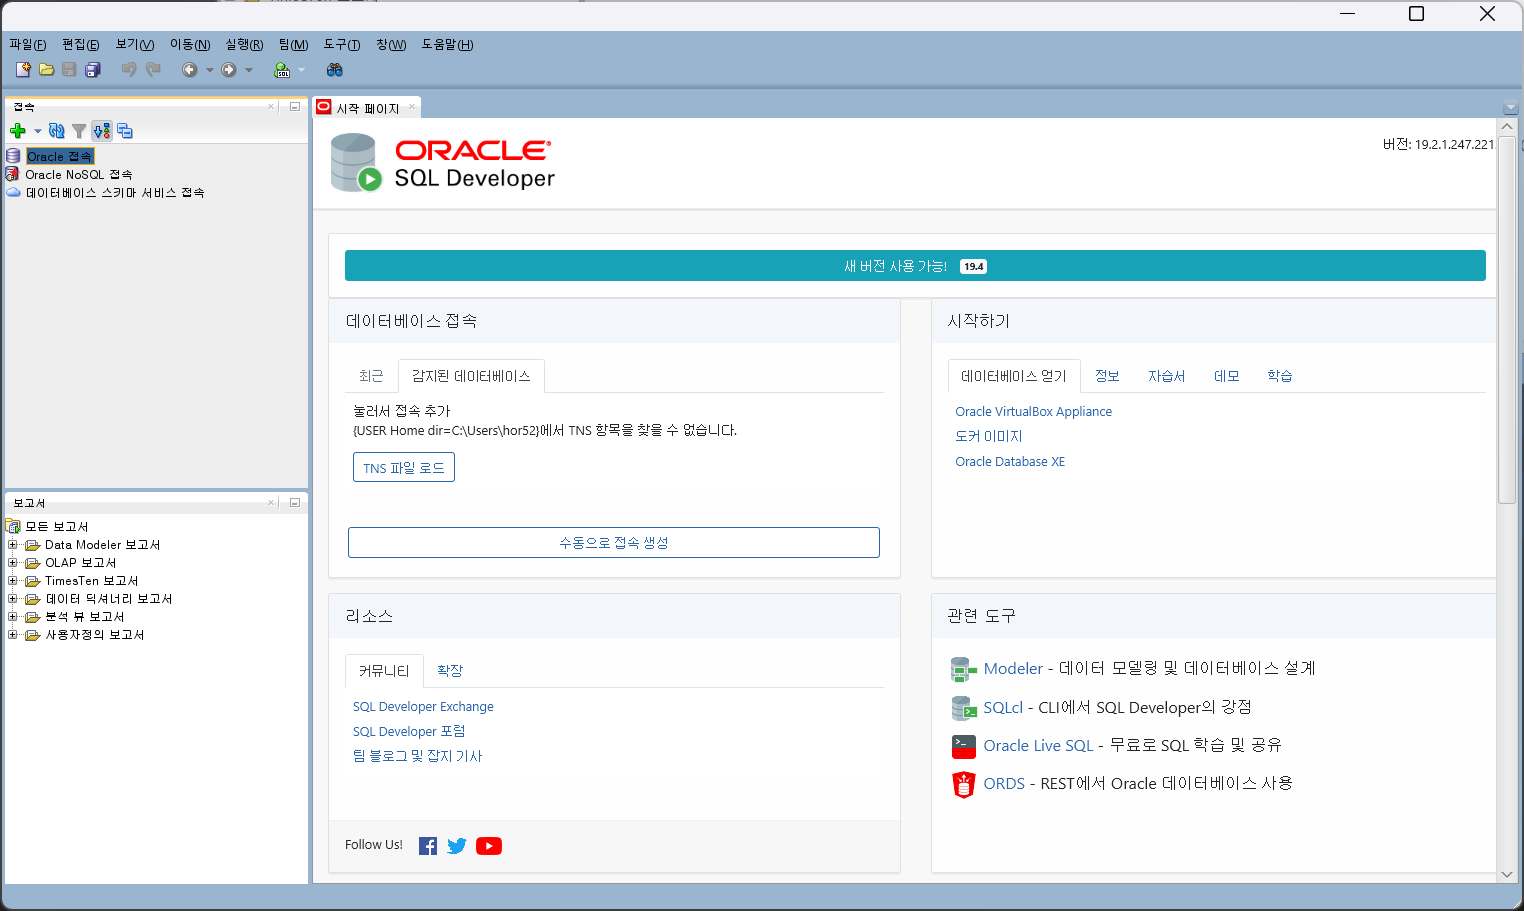 파일(F) 편집(E) 보기(V) 이동(N) 실행(R) 팀(M) 도구(T) 창(W) 도움말(H)
SQL
접속
Oracle 접속
Oracle NoSQL 접속
데이터베이스 스키마 서비스 접속
보고서
모든 보고서
Data Modeler 보고서
OLAP 보고서
TimesTen 보고서
데이터 딕셔너리 보고서
분석 뷰 보고서
사용자정의 보고서
시작 페이지
ORACLE
SQL Developer
버전: 19.2.1.247.221
새 버전 사용 가능! 19.4
데이터베이스 접속
최근 감지된 데이터베이스
눌러서 접속 추가
{USER Home dir=C:\Users\hor52}에서 TNS 항목을 찾을 수 없습니다.
TNS 파일 로드
수동으로 접속 생성
시작하기
데이터베이스 얻기 정보 자습서 데모 학습
Oracle VirtualBox Appliance
도커 이미지
Oracle Database XE
리소스
커뮤니티 확장
SQL Developer Exchange
SQL Developer 포럼
팀 블로그 및 잡지 기사
Follow Us!
관련 도구
Modeler - 데이터 모델링 및 데이터베이스 설계
SQLcl - CLI에서 SQL Developer의 강점
Oracle Live SQL - 무료로 SQL 학습 및 공유
ORDS - REST에서 Oracle 데이터베이스 사용